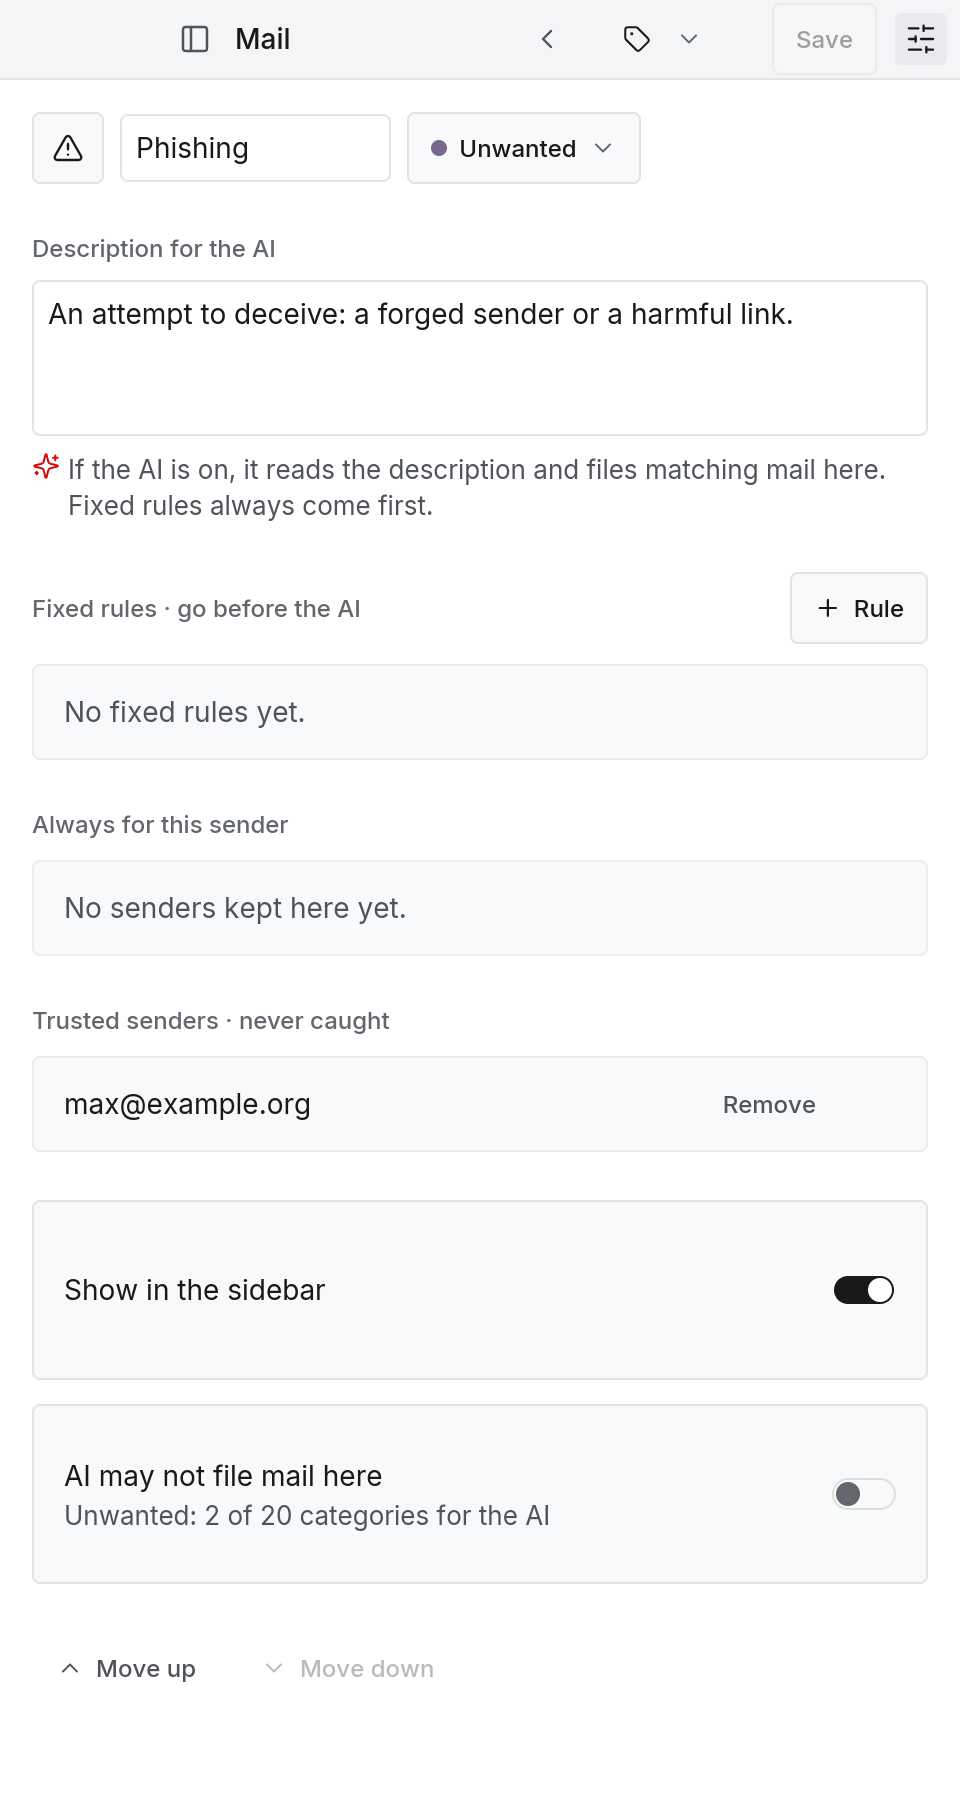 Mail
Save
Phishing
Unwanted
Description for the AI
An attempt to deceive: a forged sender or a harmful link.
If the AI is on, it reads the description and files matching mail here.
Fixed rules always come first.
Fixed rules · go before the AI
Rule
No fixed rules yet.
Always for this sender
No senders kept here yet.
Trusted senders · never caught
max@example.org
Remove
Show in the sidebar
AI may not file mail here
Unwanted: 2 of 20 categories for the AI
Move up
Move down